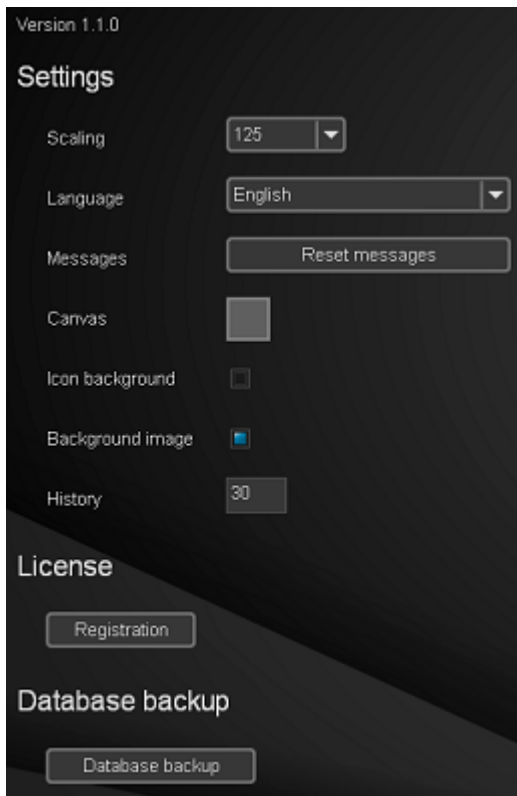 Version 1.1.0
Settings
Scaling 125
Language English
Messages Reset messages
Canvas
Icon background
Background image
History 30
License
Registration
Database backup
Database backup